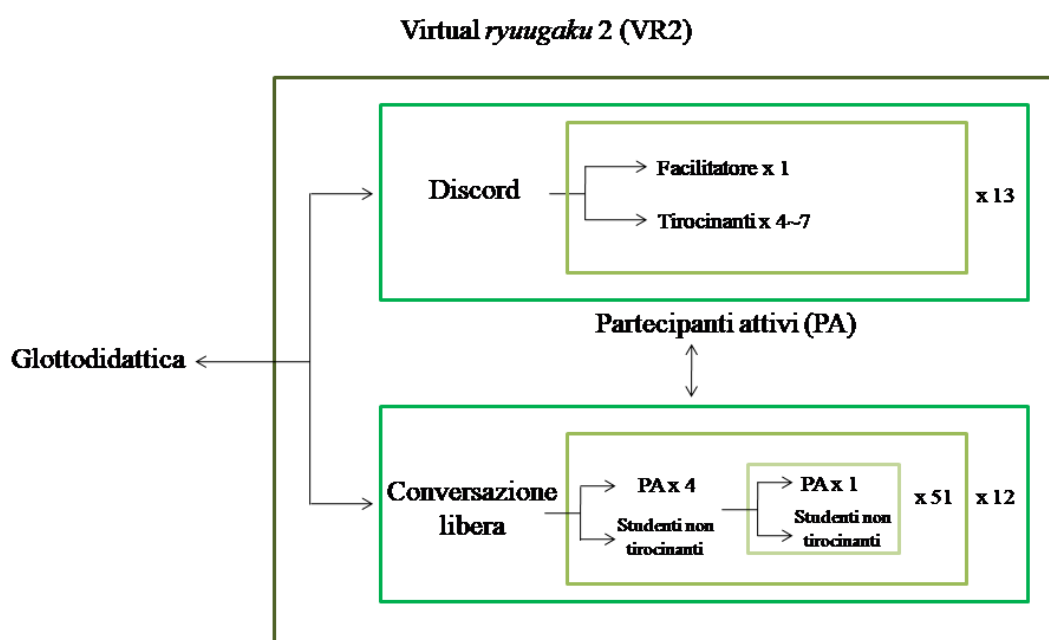 Virtual ryuugaku 2 (VR2)
Discord
Facilitatore x 1
Tirocinanti x 4~7
x 13
Partecipanti attivi (PA)
Glottodidattica
Conversazione
libera
PA x 4
Studenti non
tirocinanti
PA x 1
Studenti non
tirocinanti
x 51
x 12